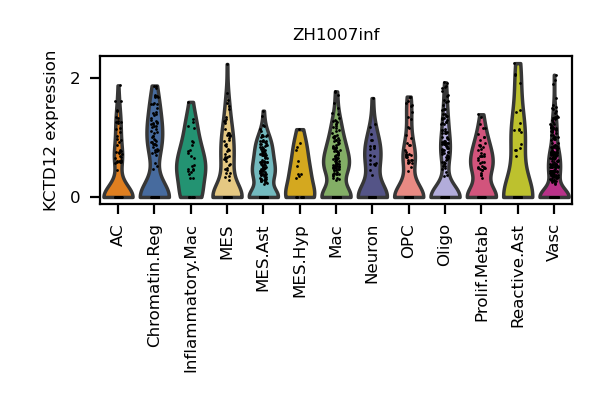 ZH1007inf
KCTD12 expression
2
0
AC
Chromatin.Reg
Inflammatory.Mac
MES
MES.Ast
MES.Hyp
Mac
Neuron
OPC
Oligo
Prolif.Metab
Reactive.Ast
Vasc